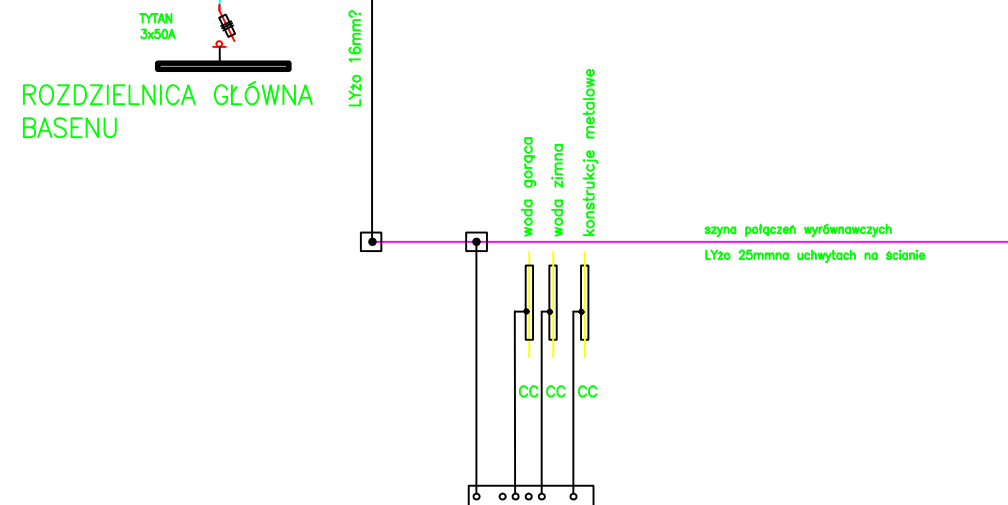 TYTAN
3x50A
ROZDZIELNICA GŁÓWNA
BASENU
LYżo 16mm?
woda gorąca
woda zimna
konstrukcje metalowe
szyna połączeń wyrównawczych
LYżo 25mmna uchwytach na ścianie
CC CC CC